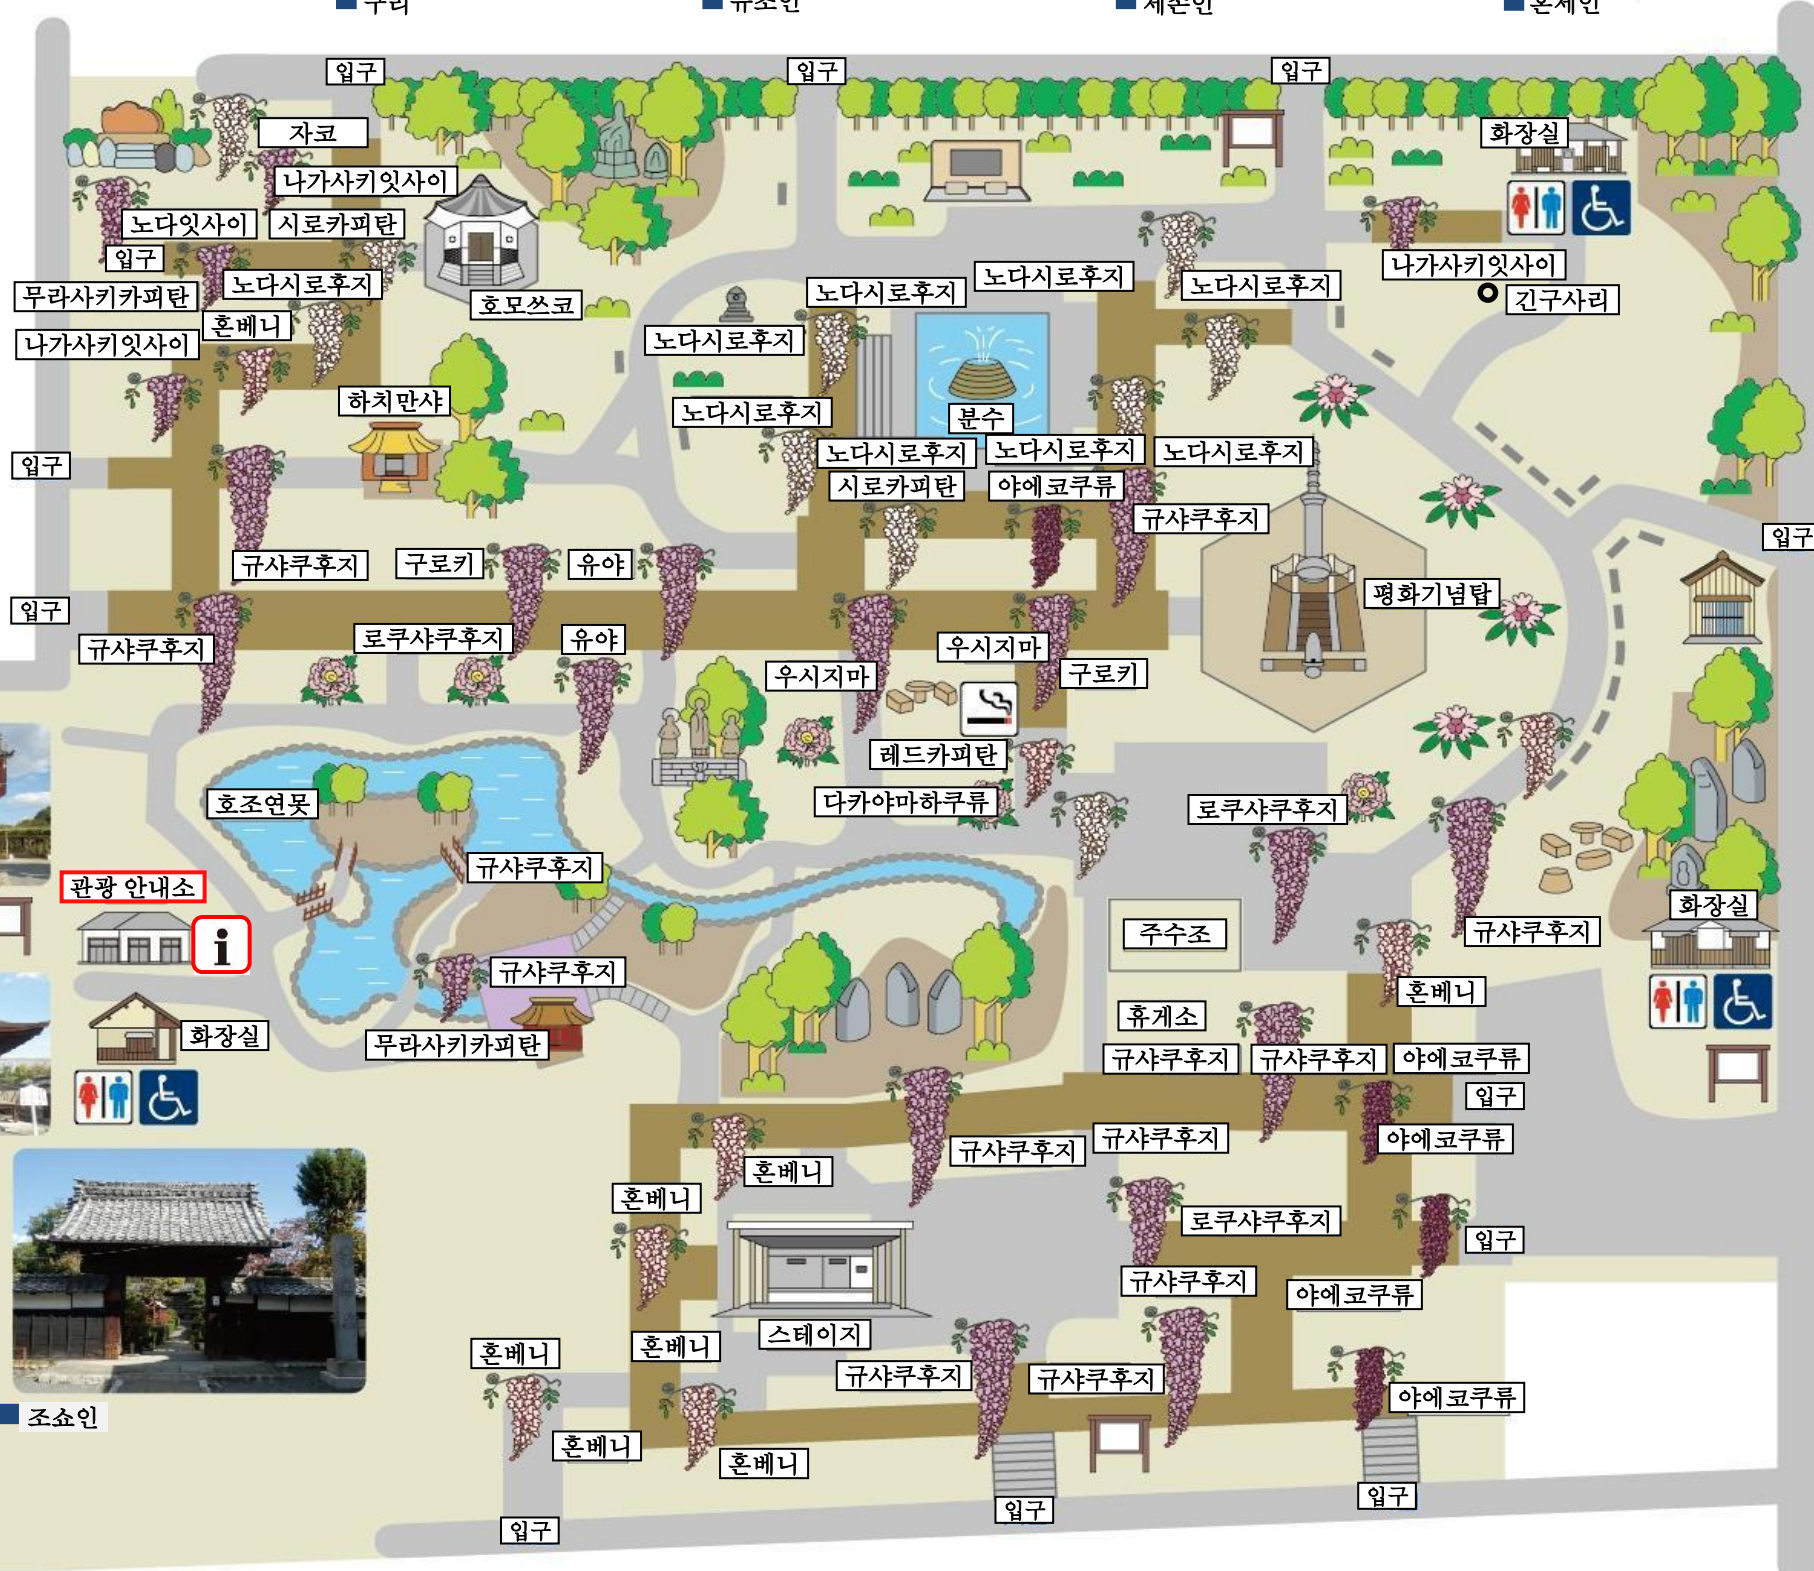 구리
규조인
세존인
혼제인
입구
입구
입구
자코
화장실
나가사키잇사이
노다잇사이
시로카피탄
입구
노다시로후지
무라사키카피탄
호모쓰코
혼베니
나가사키잇사이
노다시로후지
노다시로후지
노다시로후지
나가사키잇사이
긴구사리
노다시로후지
하치만샤
노다시로후지
분수
입구
노다시로후지
노다시로후지
노다시로후지
시로카피탄
야에코쿠류
규샤쿠후지
입구
규샤쿠후지
구로키
유야
평화기념탑
입구
규샤쿠후지
로쿠샤쿠후지
유야
우시지마
우시지마
구로키
레드카피탄
호조연못
다카야마하쿠류
로쿠샤쿠후지
규샤쿠후지
관광 안내소
i
화장실
주수조
규샤쿠후지
규샤쿠후지
혼베니
화장실
무라사키카피탄
휴게소
규샤쿠후지
규샤쿠후지
야에코쿠류
입구
규샤쿠후지
규샤쿠후지
야에코쿠류
혼베니
혼베니
로쿠샤쿠후지
입구
규샤쿠후지
야에코쿠류
스테이지
혼베니
혼베니
규샤쿠후지
규샤쿠후지
야에코쿠류
조쇼인
혼베니
혼베니
입구
입구
입구